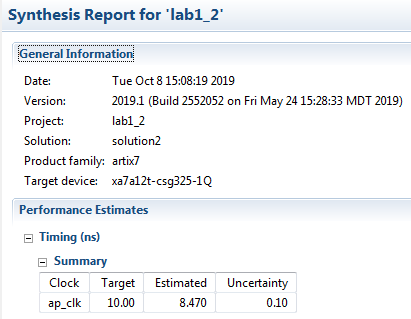 Synthesis Report for 'lab1_2'
General Information
Date: Tue Oct 8 15:08:19 2019
Version: 2019.1 (Build 2552052 on Fri May 24 15:28:33 MDT 2019)
Project: lab1_2
Solution: solution2
Product family: artix7
Target device: xa7a12t-csg325-1Q
Performance Estimates
Timing (ns)
Summary
Clock Target Estimated Uncertainty
ap_clk 10.00 8.470 0.10